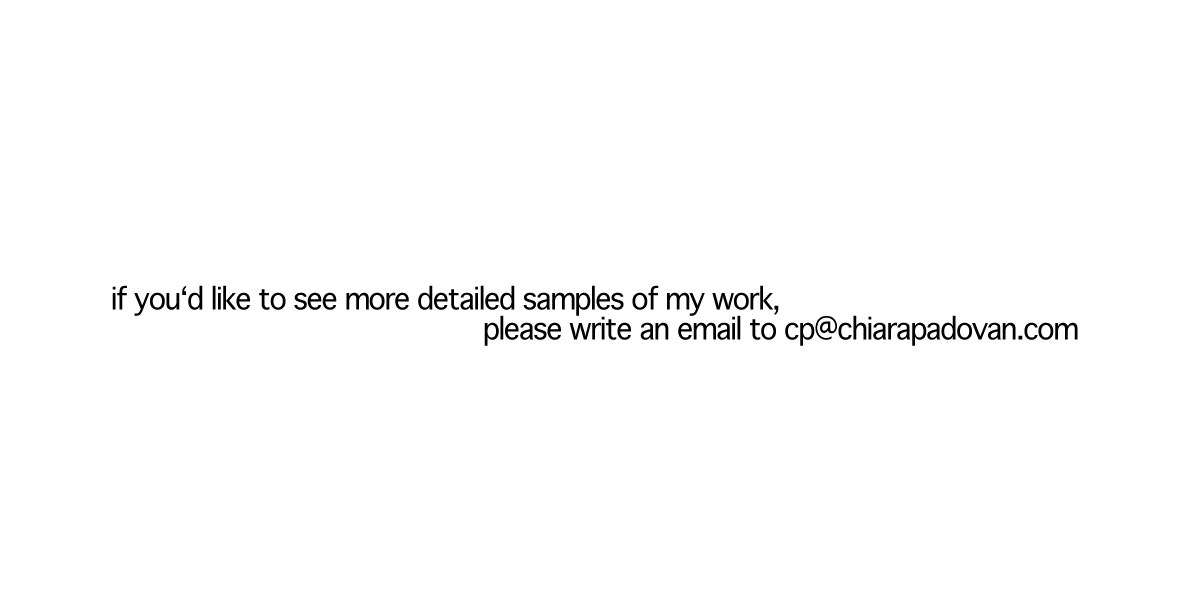 if you‘d like to see more detailed samples of my work,
please write an email to cp@chiarapadovan.com